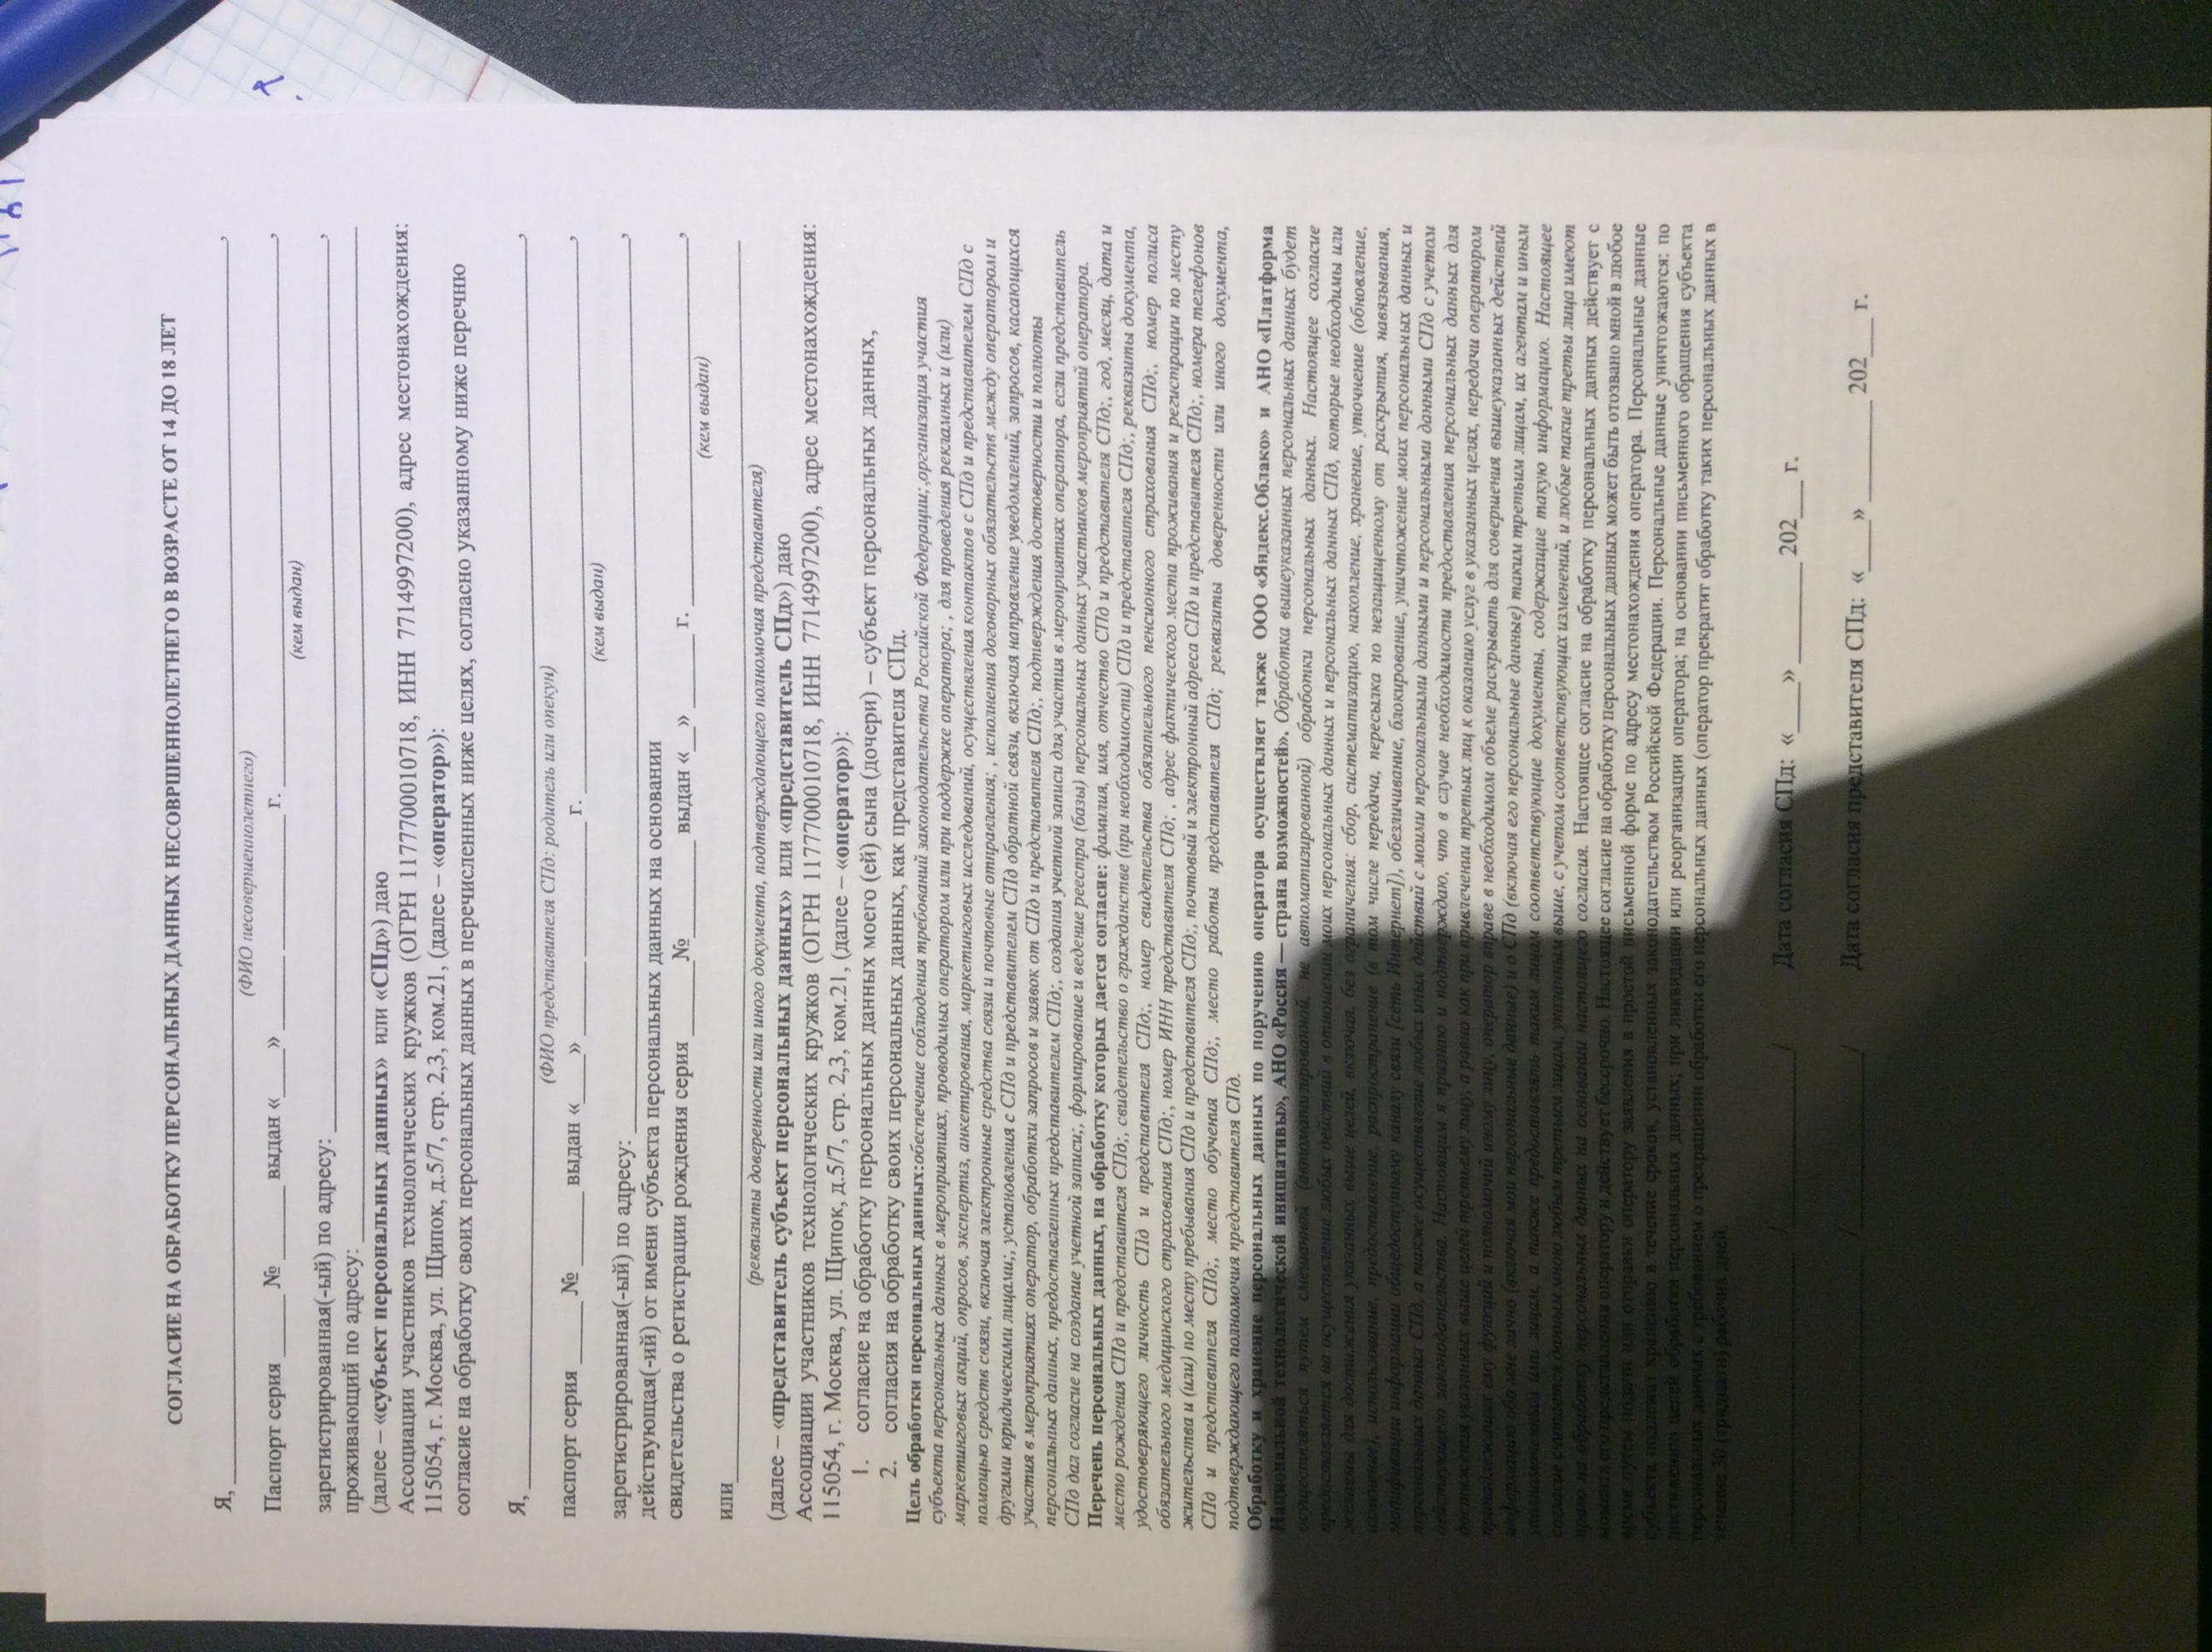 СОГЛАСИЕ НА ОБРАБОТКУ ПЕРСОНАЛЬНЫХ ДАННЫХ НЕСОВРШЕННОЛЕТНЕГО В ВОЗРАСТЕ ОТ 14 ДО 18 ЛЕТ
Я, ____________________,
(ФИО несовершеннолетнего)
Паспорт серия _____ № ______ выдан «____» ______ ___________ г. ____________________,
(кем выдан)
зарегистрированная(-ый) по адресу: ____________________,
проживающий по адресу: ____________________
(далее – «субъект персональных данных» или «СПд») даю
Ассоциации участников технологических кружков (ОГРН 1177700010718, ИНН 7714997200), адрес местонахождения:
115054, г. Москва, ул. Щипок, д.5/7, стр. 2,3, ком.21, (далее – «оператор»):
согласие на обработку своих персональных данных в перечисленных ниже целях, согласно указанному ниже перечню
Я, ____________________,
(ФИО представителя СПд: родитель или опекун)
паспорт серия _____ № ______ выдан «____» ______ ___________ г. ____________________,
(кем выдан)
зарегистрированная(-ый) по адресу: ____________________,
действующая(-ий) от имени субъекта персональных данных на основании
свидетельства о регистрации рождения серия ______№________ выдан «__» ______ г. ____________________,
(кем выдан)
или____________________
(реквизиты доверенности или иного документа, подтверждающего полномочия представителя)
(далее – «представитель субъект персональных данных» или «представитель СПд») даю
Ассоциации участников технологических кружков (ОГРН 1177700010718, ИНН 7714997200), адрес местонахождения:
115054, г. Москва, ул. Щипок, д.5/7, стр. 2,3, ком.21, (далее – «оператор»):
1. согласие на обработку персональных данных моего (ей) сына (дочери) – субъект персональных данных,
2. согласия на обработку своих персональных данных, как представителя СПд.
Цель обработки персональных данных:обеспечение соблюдения требований законодательства Российской Федерации;,организация участия
субъекта персональных данных в мероприятиях, проводимых оператором или при поддержке оператора; , для проведения рекламных и (или)
маркетинговых акций, опросов, экспертиз, анкетирования, маркетинговых исследований, осуществления контактов с СПд и представителем СПд с
помощью средств связи, включая электронные средства связи и почтовые отправления; , исполнения договорных обязательств между оператором и
другими юридическими лицами;, установления с СПд и представителем СПд обратной связи, включая направление уведомлений, запросов, касающихся
участия в мероприятиях оператор, обработки запросов и заявок от СПд и представителя СПд;, подтверждения достоверности и полноты
персональных данных, предоставленных представителем СПд;, создания учетной записи для участия в мероприятиях оператора, если представитель
СПд дал согласие на создание учетной записи;, формирование и ведение реестра (базы) персональных данных участников мероприятий оператора.
Перечень персональных данных, на обработку которых дается согласие: фамилия, имя, отчество СПд и представителя СПд;, год, месяц, дата и
место рождения СПд и представителя СПд;, свидетельство о гражданстве (при необходимости) СПд и представителя СПд;, реквизиты документа,
удостоверяющего личность СПд и представителя СПд;, номер свидетельства обязательного пенсионного страхования СПд;, номер полиса
обязательного медицинского страхования СПд;, номер ИНН представителя СПд; , адрес фактического места проживания и регистрации по месту
жительства и (или) по месту пребывания СПд и представителя СПд;, почтовый и электронный адреса СПд и представителя СПд;, номера телефонов
СПд и представителя СПд;, место обучения СПд;, место работы представителя СПд; реквизиты доверенности или иного документа,
подтверждающего полномочия представителя СПд.
Обработку и хранение персональных данных по поручению оператора осуществляет также ООО «Яндекс.Облако» и АНО «Платформа
Национальной технологической инициативы», АНО «Россия — страна возможностей». Обработка вышеуказанных персональных данных будет
осуществляться путем смешанной (автоматизированной, не автоматизированной) обработки персональных данных. Настоящее согласие
предоставляется на осуществление любых действий в отношении моих персональных данных и персональных данных СПд, которые необходимы или
желаемы для достижения указанных выше целей, включая, без ограничения: сбор, систематизацию, накопление, хранение, уточнение (обновление,
изменение), использование, предоставление, распространение (в том числе передача, пересылка по незащищенному от раскрытия, навязывания,
модификации информации общедоступному каналу связи [сеть Интернет]), обезличивание, блокирование, уничтожение моих персональных данных и
персональных данных СПд, а также осуществление любых иных действий с моими персональными данными и персональными данными СПд с учетом
действующего законодательства. Настоящим я признаю и подтверждаю, что в случае необходимости предоставления персональных данных для
достижения указанных выше целей третьему лицу, а равно как при привлечении третьих лиц к оказанию услуг в указанных целях, передачи оператором
принадлежащих ему функций и полномочий иному лицу, оператор вправе в необходимом объеме раскрывать для совершения вышеуказанных действий
информацию обо мне лично (включая мои персональные данные) и о СПд (включая его персональные данные) таким третьим лицам, их агентам и иным
уполномоченным ими лицам, а также предоставлять таким лицам соответствующие документы, содержащие такую информацию. Настоящее
согласие считается данным мною любым третьим лицам, указанным выше, с учетом соответствующих изменений, и любые такие третьи лица имеют
право на обработку персональных данных на основании настоящего согласия. Настоящее согласие на обработку персональных данных действует с
момента его представления оператору и действует бессрочно. Настоящее согласие на обработку персональных данных может быть отозвано мной в любое
время путем подачи или отправки оператору заявления в простой письменной форме по адресу местонахождения оператора. Персональные данные
субъекта подлежат хранению в течение сроков, установленных законодательством Российской Федерации. Персональные данные уничтожаются: по
достижению целей обработки персональных данных; при ликвидации или реорганизации оператора; на основании письменного обращения субъекта
персональных данных с требованием о прекращении обработки его персональных данных (оператор прекратит обработку таких персональных данных в
течение 30 (тридцати) рабочих дней.
____________________ /____________/ Дата согласия СПд: «____» ________ 202___ г.
____________________ /____________/ Дата согласия представителя СПд: «____» ________ 202___ г.